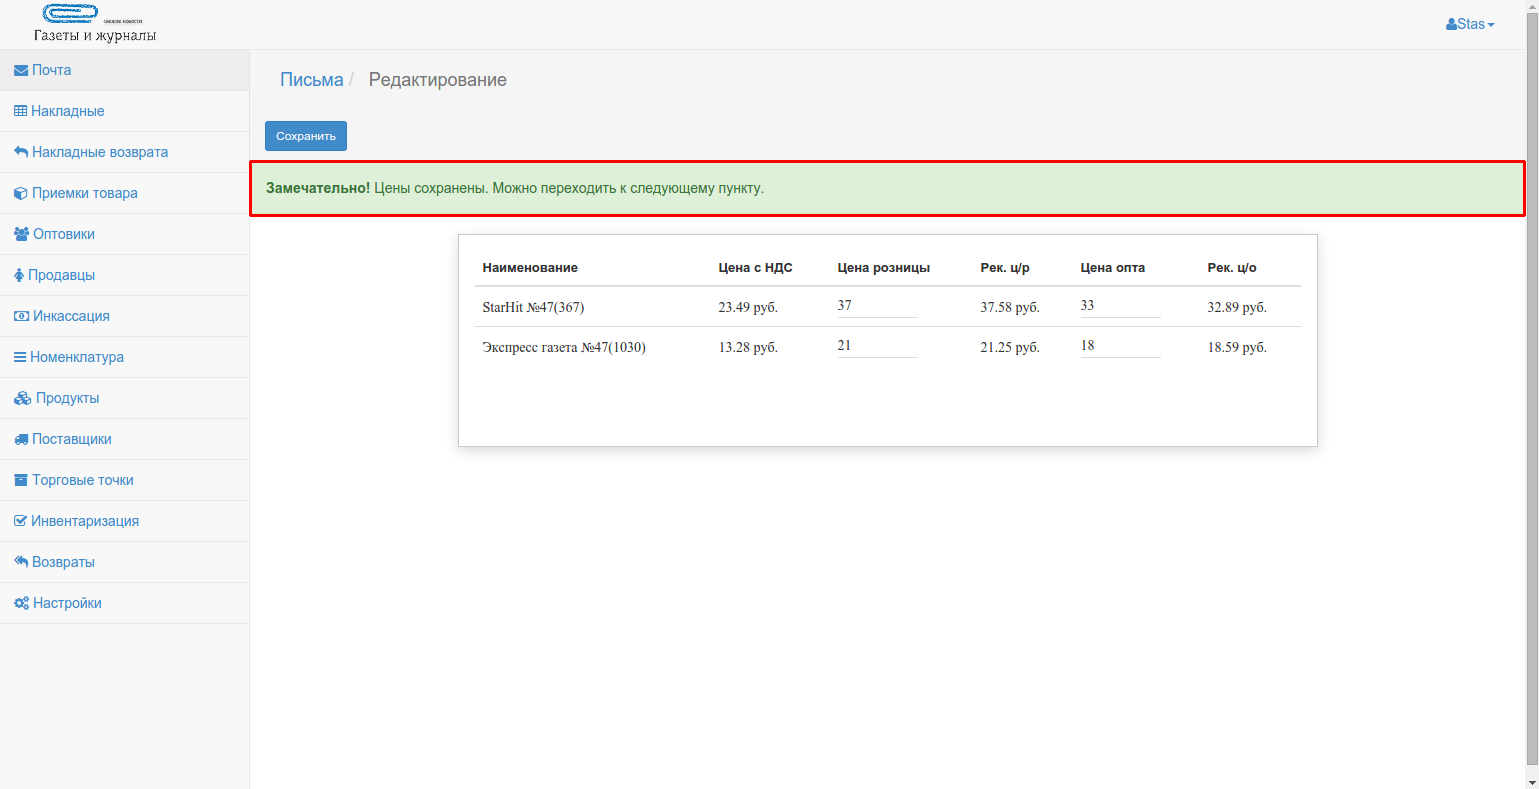 свежие новости
Газеты и журналы
Stas
Почта
Накладные
Накладные возврата
Приемки товара
Оптовики
Продавцы
Инкассация
Номенклатура
Продукты
Поставщики
Торговые точки
Инвентаризация
Возвраты
Настройки
Письма / Редактирование
Сохранить
Замечательно! Цены сохранены. Можно переходить к следующему пункту.
Наименование Цена с НДС Цена розницы Рек. ц/р Цена опта Рек. ц/о
StarHit №47(367) 23.49 руб. 37 37.58 руб. 33 32.89 руб.
Экспресс газета №47(1030) 13.28 руб. 21 21.25 руб. 18 18.59 руб.